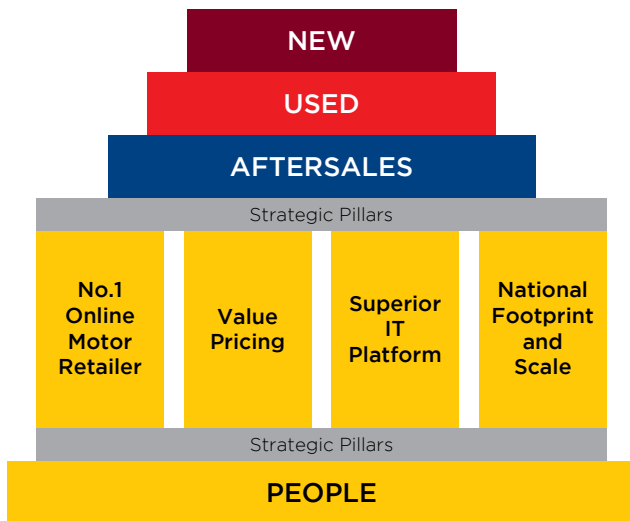 NEW
USED
AFTERSALES
Strategic Pillars
No.1
Online
Motor
Retailer
Value
Pricing
Superior
IT
Platform
National
Footprint
and
Scale
Strategic Pillars
PEOPLE